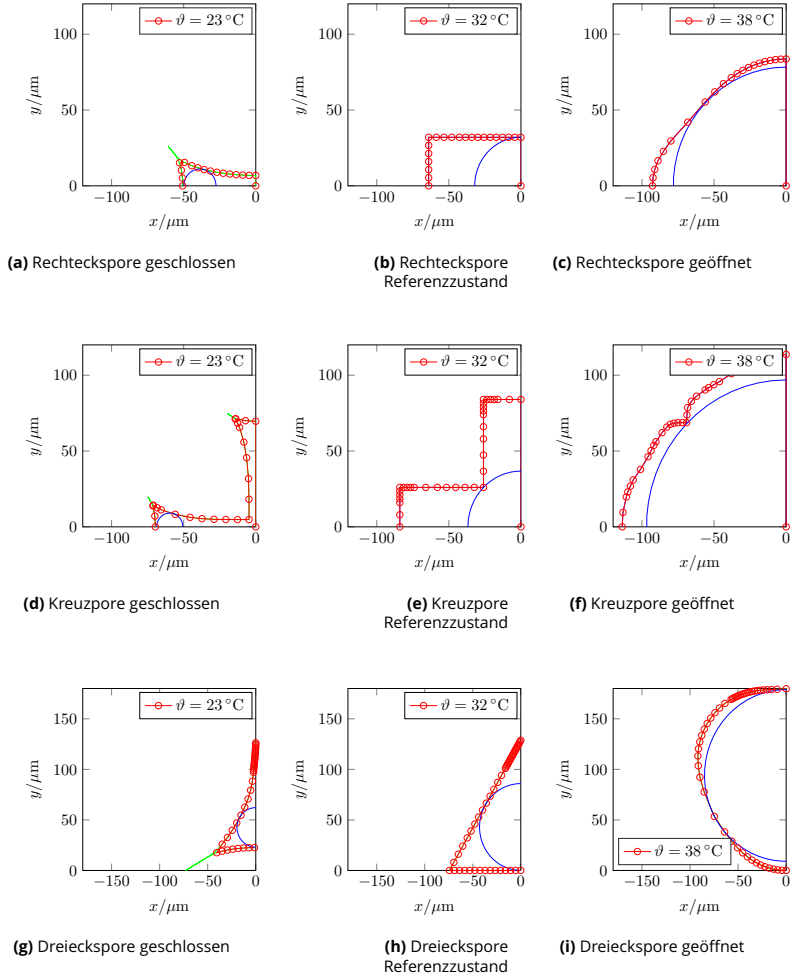 ϑ = 23 °C
ϑ = 32 °C
ϑ = 38 °C
y/µm
100
50
0
−100
−50
0
x/µm
y/µm
100
50
0
−100
−50
0
x/µm
y/µm
100
50
0
−100
−50
0
x/µm
(a) Rechteckspore geschlossen
(b) Rechteckspore
Referenzzustand
(c) Rechteckspore geöffnet
ϑ = 23 °C
ϑ = 32 °C
ϑ = 38 °C
y/µm
100
50
0
−100
−50
0
x/µm
y/µm
100
50
0
−100
−50
0
x/µm
y/µm
100
50
0
−100
−50
0
x/µm
(d) Kreuzpore geschlossen
(e) Kreuzpore
Referenzzustand
(f) Kreuzpore geöffnet
ϑ = 23 °C
ϑ = 32 °C
ϑ = 38 °C
y/µm
150
100
50
0
−150
−100
−50
0
x/µm
y/µm
150
100
50
0
−150
−100
−50
0
x/µm
y/µm
150
100
50
0
−150
−100
−50
0
x/µm
(g) Dreieckspore geschlossen
(h) Dreieckspore
Referenzzustand
(i) Dreieckspore geöffnet